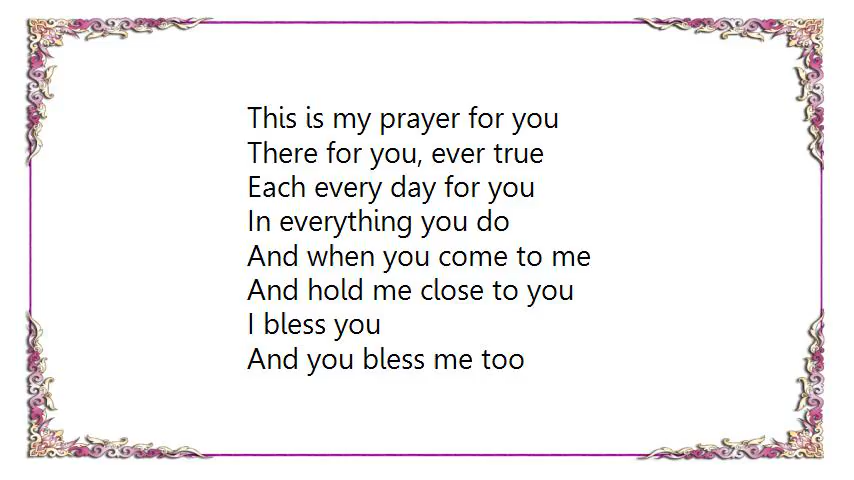 This is my prayer for you
There for you, ever true
Each every day for you
In everything you do
And when you come to me
And hold me close to you
I bless you
And you bless me too